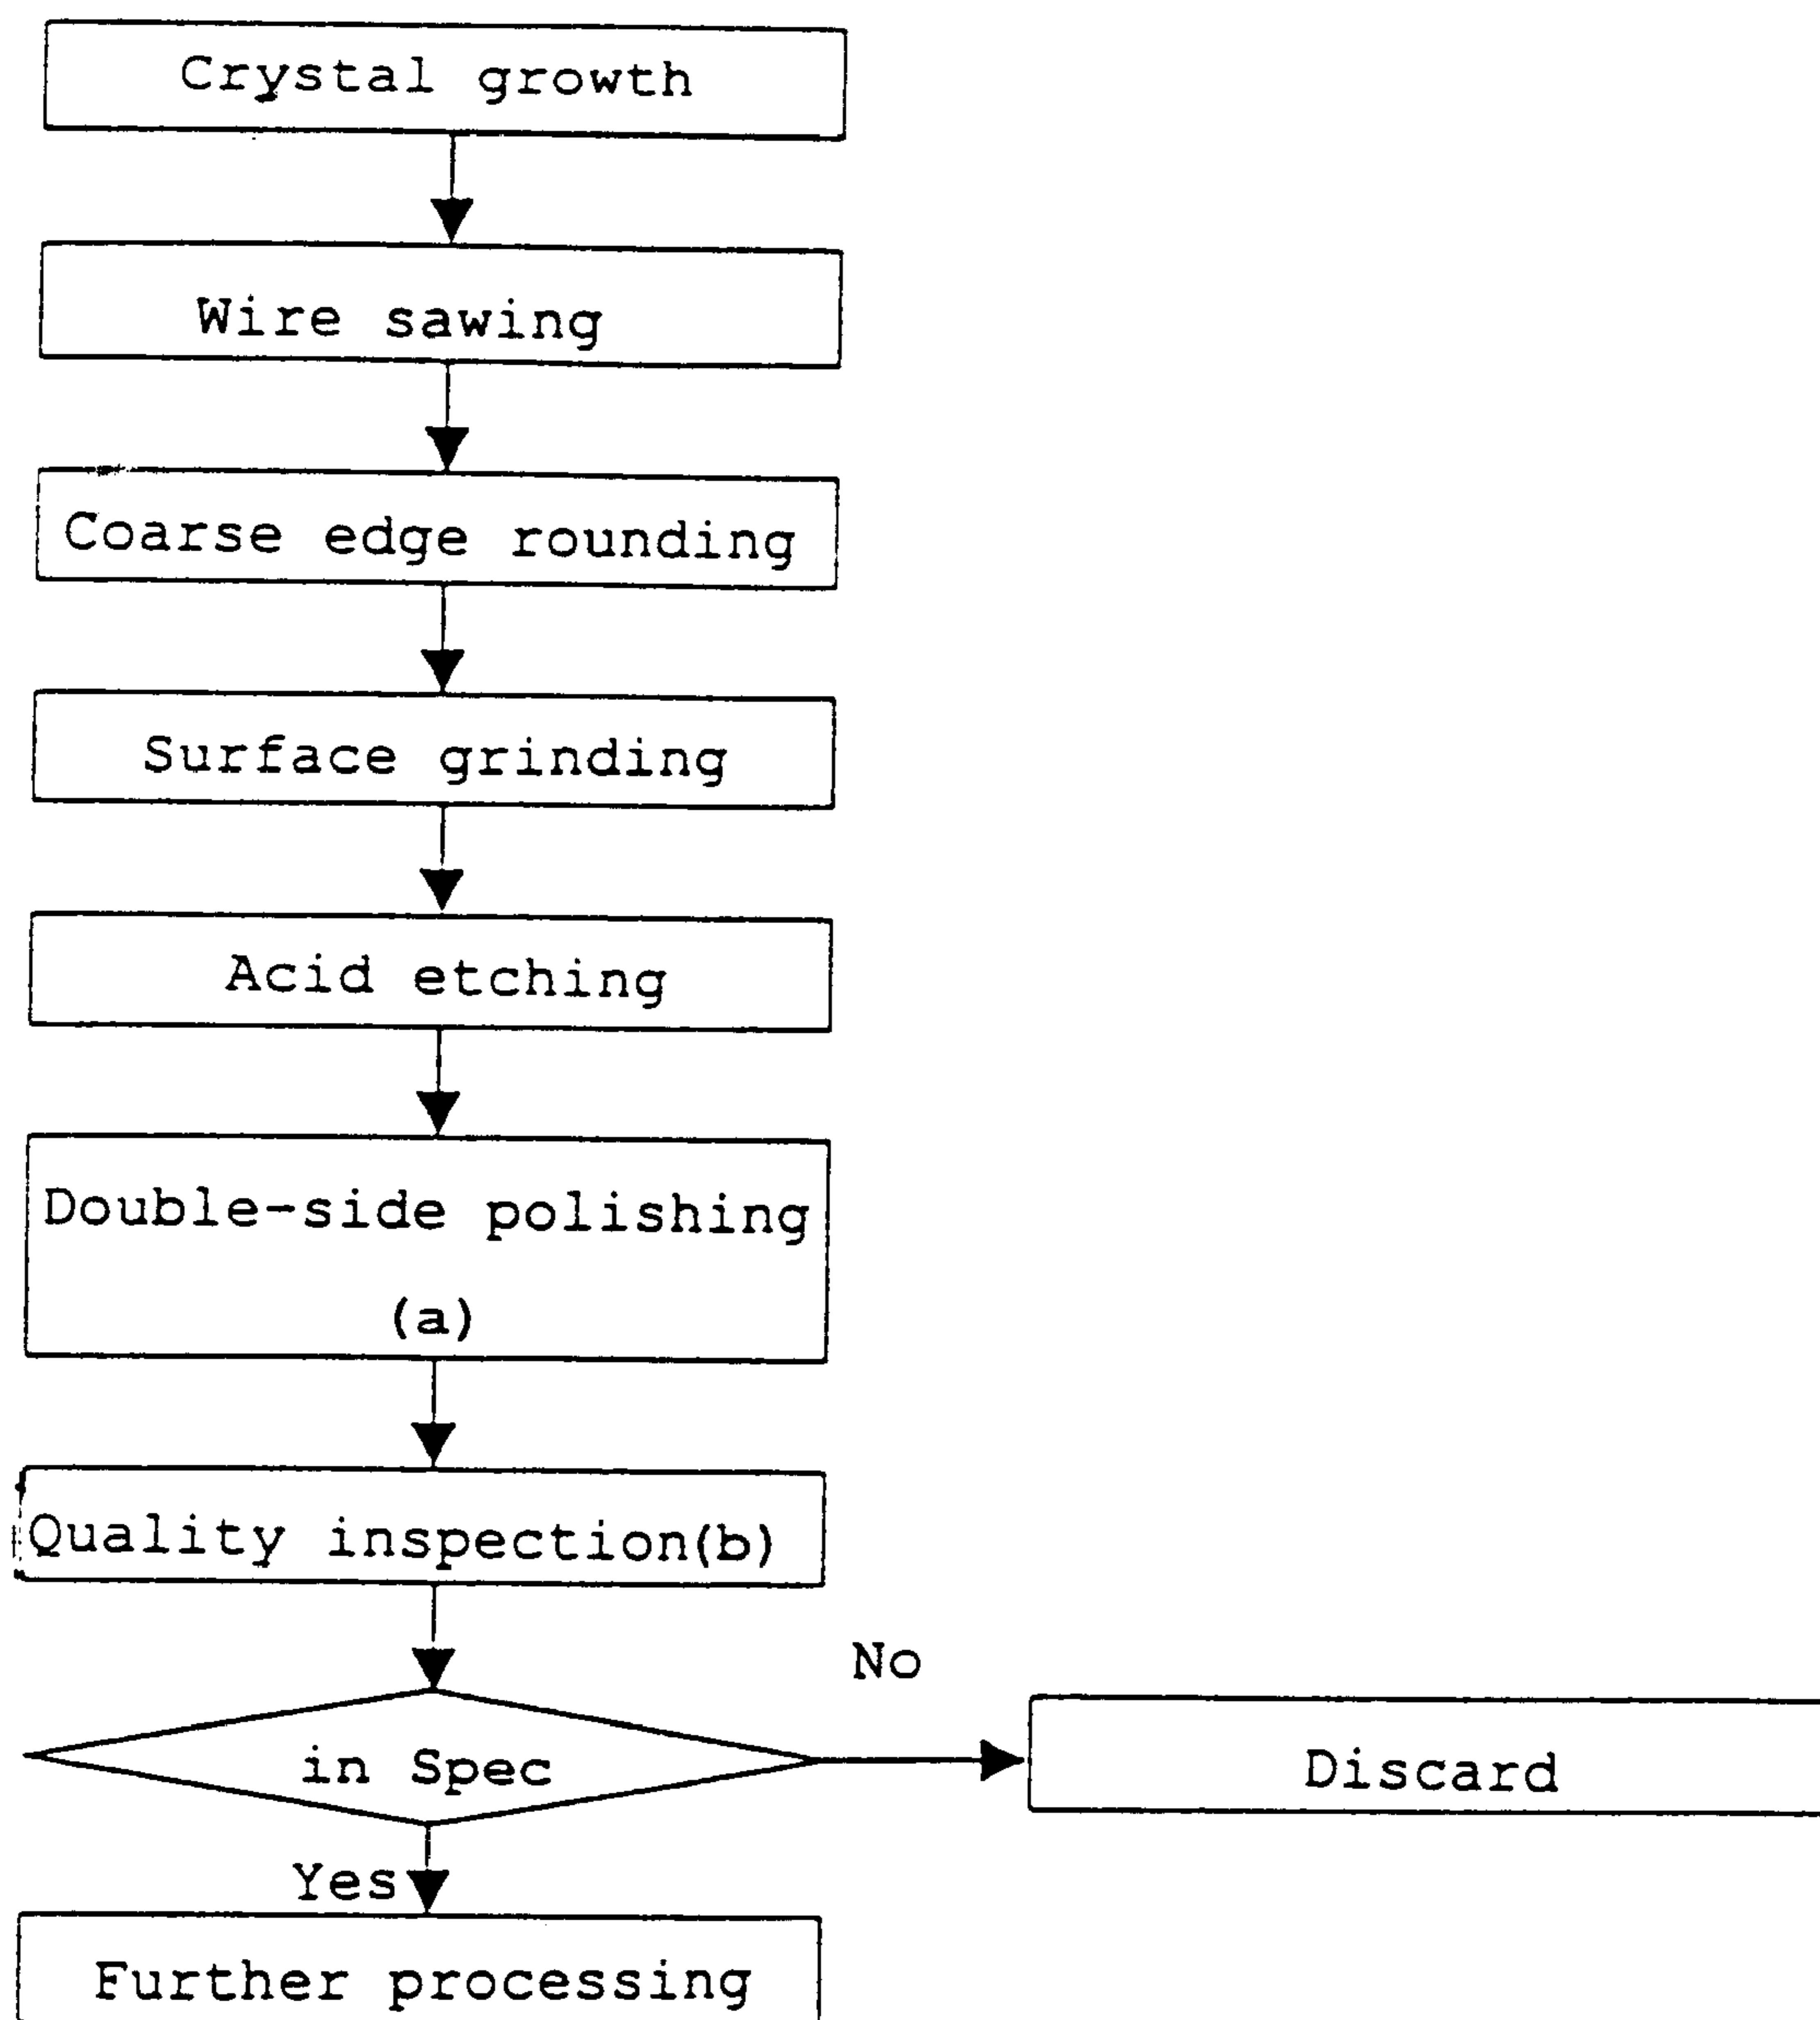 Crystal growth
Wire sawing
Coarse edge rounding
Surface grinding
Acid etching
Double-side polishing
(a)
Quality inspection(b)
No
in Spec
Discard
Yes
Further processing